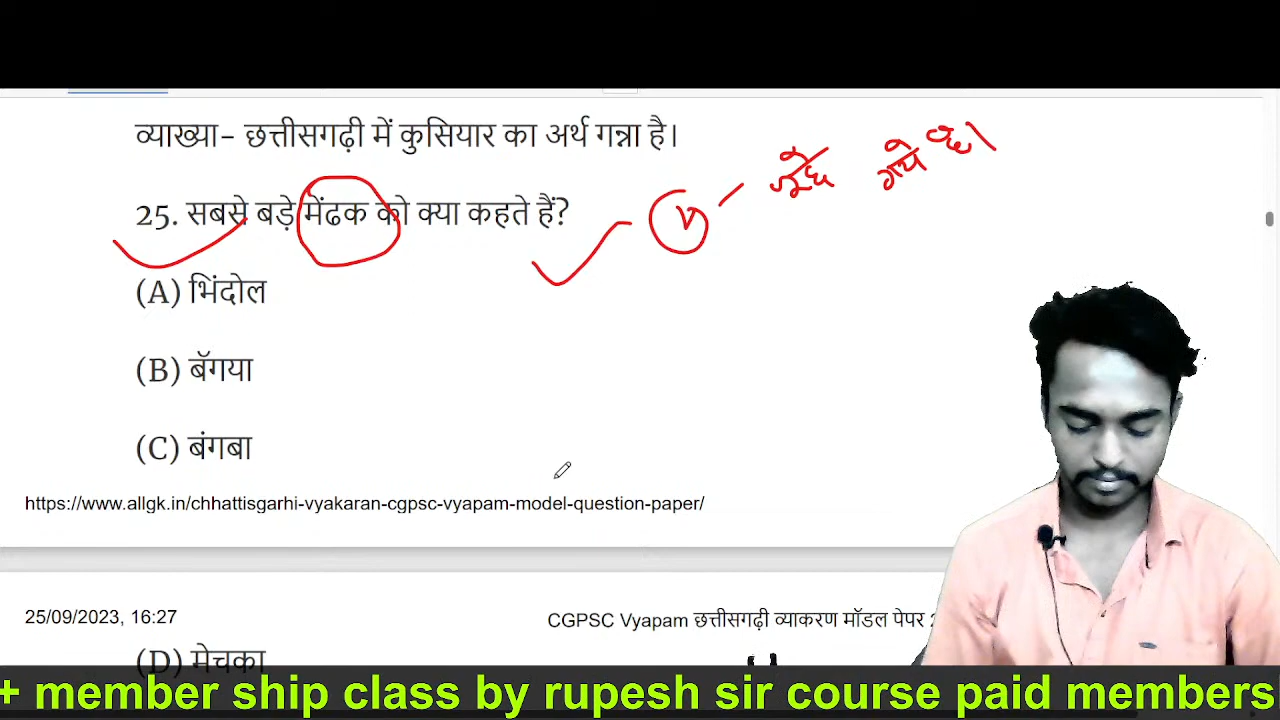 व्याख्या- छत्तीसगढ़ी में कुसियार का अर्थ गन्ना है।
25. सबसे बड़े मेंढक को क्या कहते हैं?
(A) भिंदोल
(B) बॅगया
(C) बंगबा
https://www.allgk.in/chhattisgarhi-vyakaran-cgpsc-vyapam-model-question-paper/
25/09/2023, 16:27
CGPSC Vyapam छत्तीसगढ़ी व्याकरण मॉडल पेपर
(D) मेचका
+ member ship class by rupesh sir course paid members